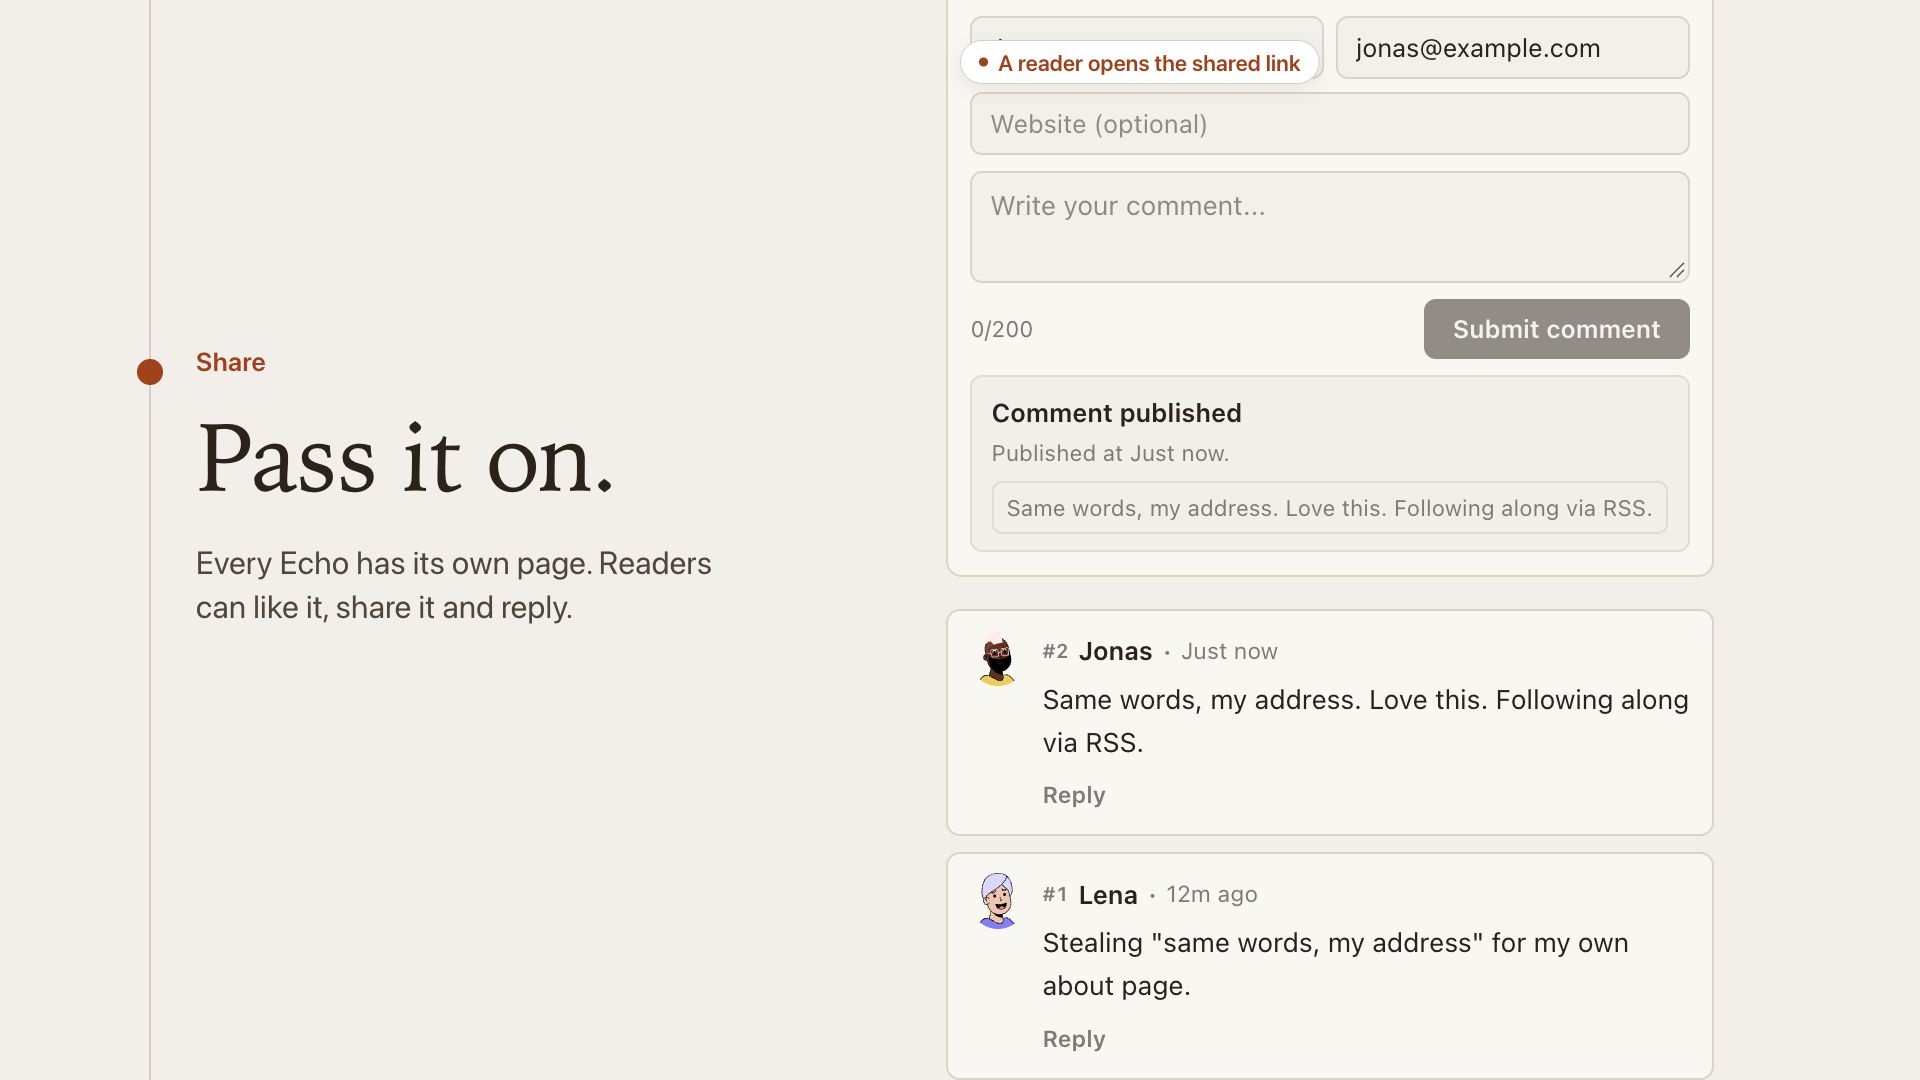 Share
Pass it on.
Every Echo has its own page. Readers
can like it, share it and reply.
jonas@example.com
A reader opens the shared link
Website (optional)
Write your comment...
0/200
Submit comment
Comment published
Published at Just now.
Same words, my address. Love this. Following along via RSS.
#2 Jonas · Just now
Same words, my address. Love this. Following along
via RSS.
Reply
#1 Lena · 12m ago
Stealing "same words, my address" for my own
about page.
Reply